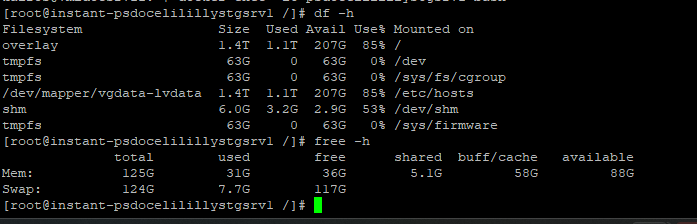 [root@instant-psdocelilillystgsrv1 /]# df -h
Filesystem Size Used Avail Use% Mounted on
overlay 1.4T 1.1T 207G 85% /
tmpfs 63G 0 63G 0% /dev
tmpfs 63G 0 63G 0% /sys/fs/cgroup
/dev/mapper/vgdata-lvdata 1.4T 1.1T 207G 85% /etc/hosts
shm 6.0G 3.2G 2.9G 53% /dev/shm
tmpfs 63G 0 63G 0% /sys/firmware
[root@instant-psdocelilillystgsrv1 /]# free -h
total used free shared buff/cache available
Mem: 125G 31G 36G 5.1G 58G 88G
Swap: 124G 7.7G 117G
[root@instant-psdocelilillystgsrv1 /]#